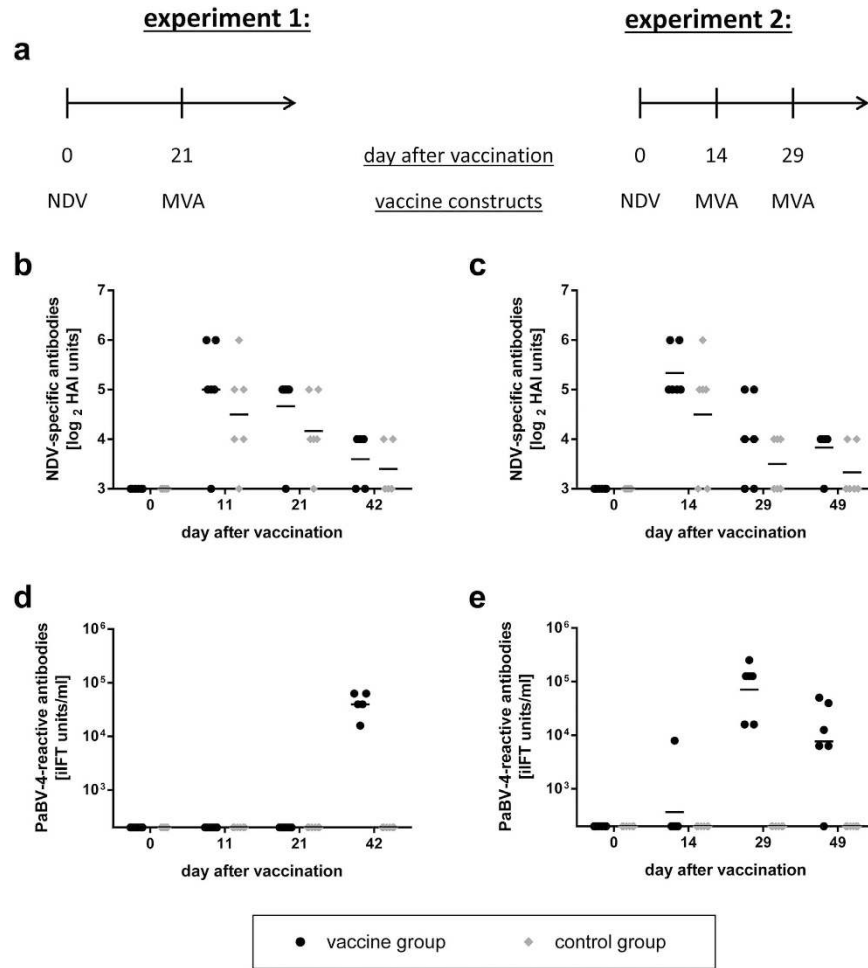 experiment 1: experiment 2:
a
0 21 day after vaccination 0 14 29
NDV MVA vaccine constructs NDV MVA MVA
b
NDV-specific antibodies
[log 2 HAI units]
7
6
5
4
3
0 11 21 42
day after vaccination
c
NDV-specific antibodies
[log 2 HAI units]
7
6
5
4
3
0 14 29 49
day after vaccination
d
PaBV-4-reactive antibodies
[iIFT units/ml]
10⁶
10⁵
10⁴
10³
0 11 21 42
day after vaccination
e
PaBV-4-reactive antibodies
[iIFT units/ml]
10⁶
10⁵
10⁴
10³
0 14 29 49
day after vaccination
vaccine group control group